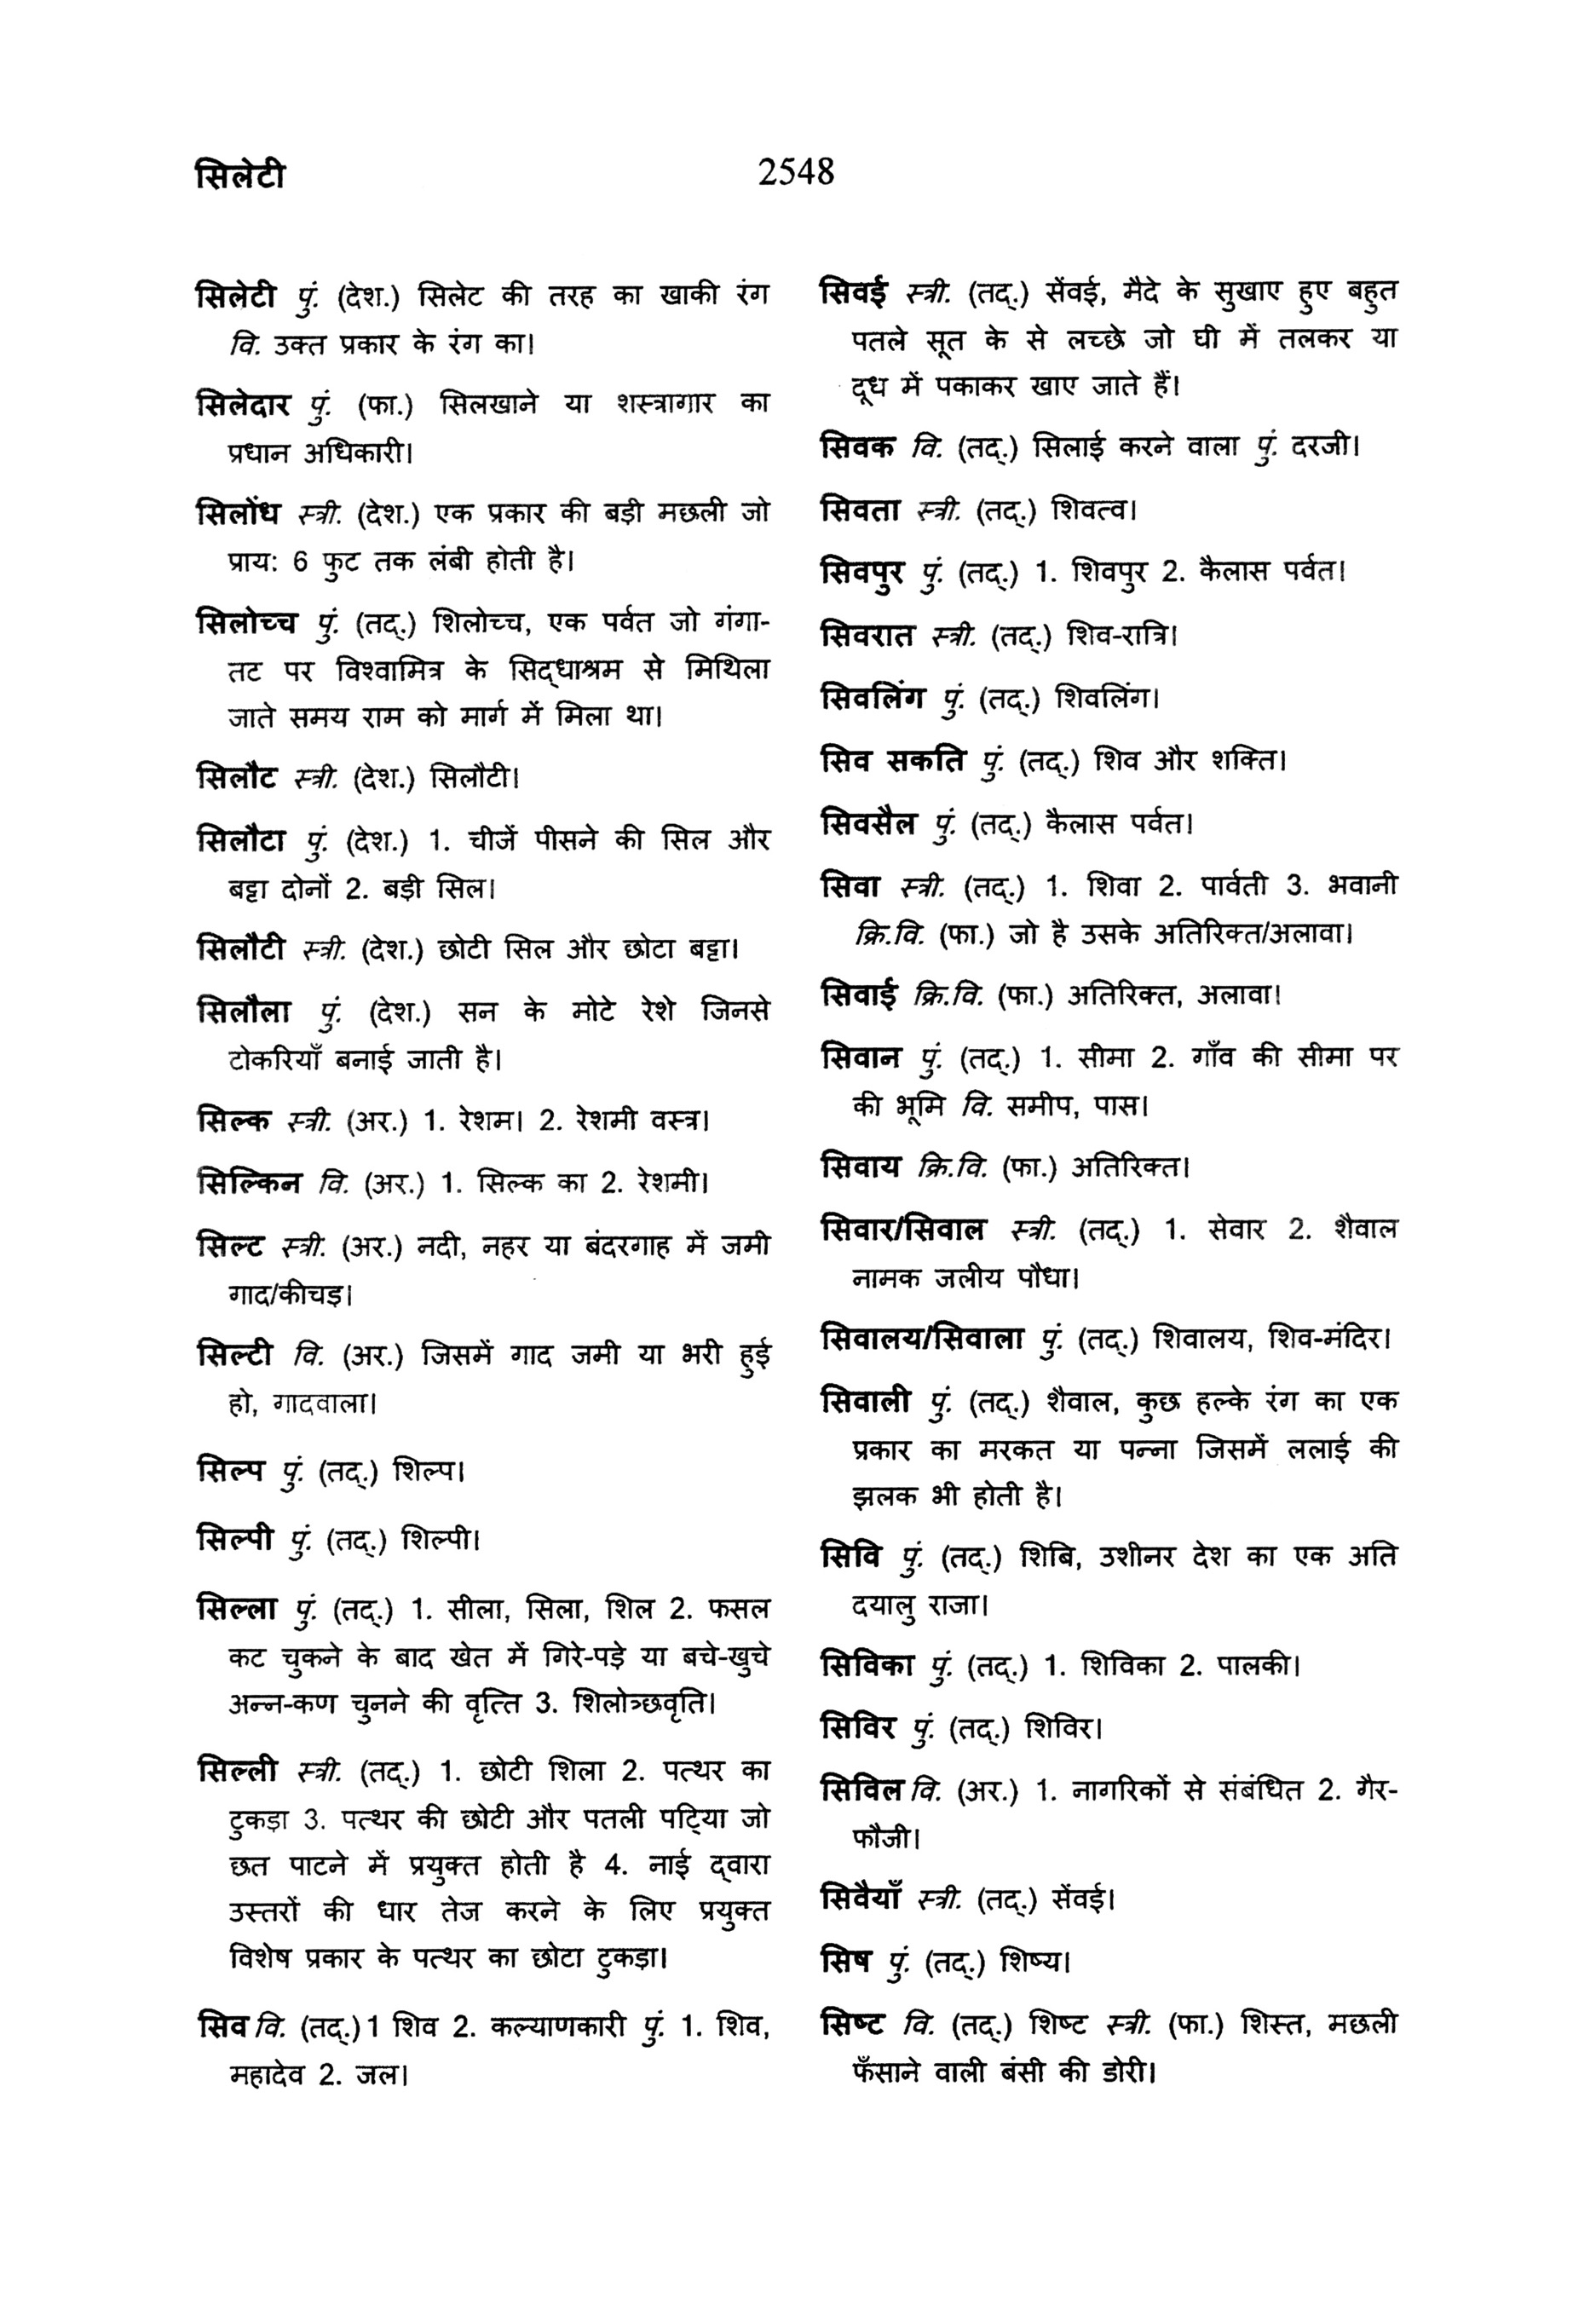 सिलेटी
2548
सिलेटी पुं. (देश.) सिलेट की तरह का खाकी रंग
वि. उक्त प्रकार के रंग का।
सिलेदार पुं. (फा.) सिलखाने या शस्त्रागार का
प्रधान अधिकारी।
सिलोंध स्त्री. (देश.) एक प्रकार की बड़ी मछली जो
प्राय: 6 फुट तक लंबी होती है।
सिलोच्च पुं. (तद्.) शिलोच्च, एक पर्वत जो गंगा-
तट पर विश्वामित्र के सिद्धाश्रम से मिथिला
जाते समय राम को मार्ग में मिला था।
सिलौट स्त्री. (देश.) सिलौटी।
सिलौटा पुं. (देश.) 1. चीजें पीसने की सिल और
बट्टा दोनों 2. बड़ी सिल।
सिलौटी स्त्री. (देश.) छोटी सिल और छोटा बट्टा।
सिलौला पुं. (देश.) सन के मोटे रेशे जिनसे
टोकरियाँ बनाई जाती है।
सिल्क स्त्री. (अर.) 1. रेशम। 2. रेशमी वस्त्र।
सिल्किन वि. (अर.) 1. सिल्क का 2. रेशमी।
सिल्ट स्त्री. (अर.) नदी, नहर या बंदरगाह में जमी
गाद/कीचड़।
सिल्टी वि. (अर.) जिसमें गाद जमी या भरी हुई
हो, गादवाला।
सिल्प पुं. (तद्.) शिल्प।
सिल्पी पुं. (तद्.) शिल्पी।
सिल्ला पुं. (तद्.) 1. सीला, सिला, शिल 2. फसल
कट चुकने के बाद खेत में गिरे-पड़े या बचे-खुचे
अन्न-कण चुनने की वृत्ति 3. शिलोञ्छवृति।
सिल्ली स्त्री. (तद्.) 1. छोटी शिला 2. पत्थर का
टुकड़ा 3. पत्थर की छोटी और पतली पट्िया जो
छत पाटने में प्रयुक्त होती है 4. नाई द्वारा
उस्तरों की धार तेज करने के लिए प्रयुक्त
विशेष प्रकार के पत्थर का छोटा टुकड़ा।
सिव वि. (तद्.) 1 शिव 2. कल्याणकारी पुं. 1. शिव,
महादेव 2. जल।
सिवई स्त्री. (तद्.) सेंवई, मैदे के सुखाए हुए बहुत
पतले सूत के से लच्छे जो घी में तलकर या
दूध में पकाकर खाए जाते हैं।
सिवक वि. (तद्.) सिलाई करने वाला पुं. दरजी।
सिवता स्त्री. (तद्.) शिवत्व।
सिवपुर पुं. (तद्.) 1. शिवपुर 2. कैलास पर्वत।
सिवरात स्त्री. (तद्.) शिव-रात्रि।
सिवलिंग पुं. (तद्.) शिवलिंग।
सिव सकति पुं. (तद्.) शिव और शक्ति।
सिवसैल पुं. (तद्.) कैलास पर्वत।
सिवा स्त्री. (तद्.) 1. शिवा 2. पार्वती 3. भवानी
क्रि.वि. (फा.) जो है उसके अतिरिक्त/अलावा।
सिवाई क्रि.वि. (फा.) अतिरिक्त, अलावा।
सिवान पुं. (तद्.) 1. सीमा 2. गाँव की सीमा पर
की भूमि वि. समीप, पास।
सिवाय क्रि.वि. (फा.) अतिरिक्त।
सिवार/सिवाल स्त्री. (तद्.) 1. सेवार 2. शैवाल
नामक जलीय पौधा।
सिवालय/सिवाला पुं. (तद्.) शिवालय, शिव-मंदिर।
सिवाली पुं. (तद्.) शैवाल, कुछ हल्के रंग का एक
प्रकार का मरकत या पन्ना जिसमें ललाई की
झलक भी होती है।
सिवि पुं. (तद्.) शिबि, उशीनर देश का एक अति
दयालु राजा।
सिविका पुं. (तद्.) 1. शिविका 2. पालकी।
सिविर पुं. (तद्.) शिविर।
सिविल वि. (अर.) 1. नागरिकों से संबंधित 2. गैर-
फौजी।
सिवैयाँ स्त्री. (तद्.) सेंवई।
सिष पुं. (तद्.) शिष्य।
सिष्ट वि. (तद्.) शिष्ट स्त्री. (फा.) शिस्त, मछली
फँसाने वाली बंसी की डोरी।